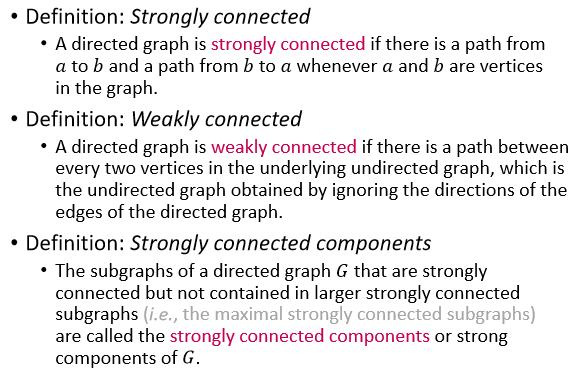 • Definition: Strongly connected
• A directed graph is strongly connected if there is a path from
a to b and a path from b to a whenever a and b are vertices
in the graph.
• Definition: Weakly connected
• A directed graph is weakly connected if there is a path between
every two vertices in the underlying undirected graph, which is
the undirected graph obtained by ignoring the directions of the
edges of the directed graph.
• Definition: Strongly connected components
• The subgraphs of a directed graph G that are strongly
connected but not contained in larger strongly connected
subgraphs (i.e., the maximal strongly connected subgraphs)
are called the strongly connected components or strong
components of G.